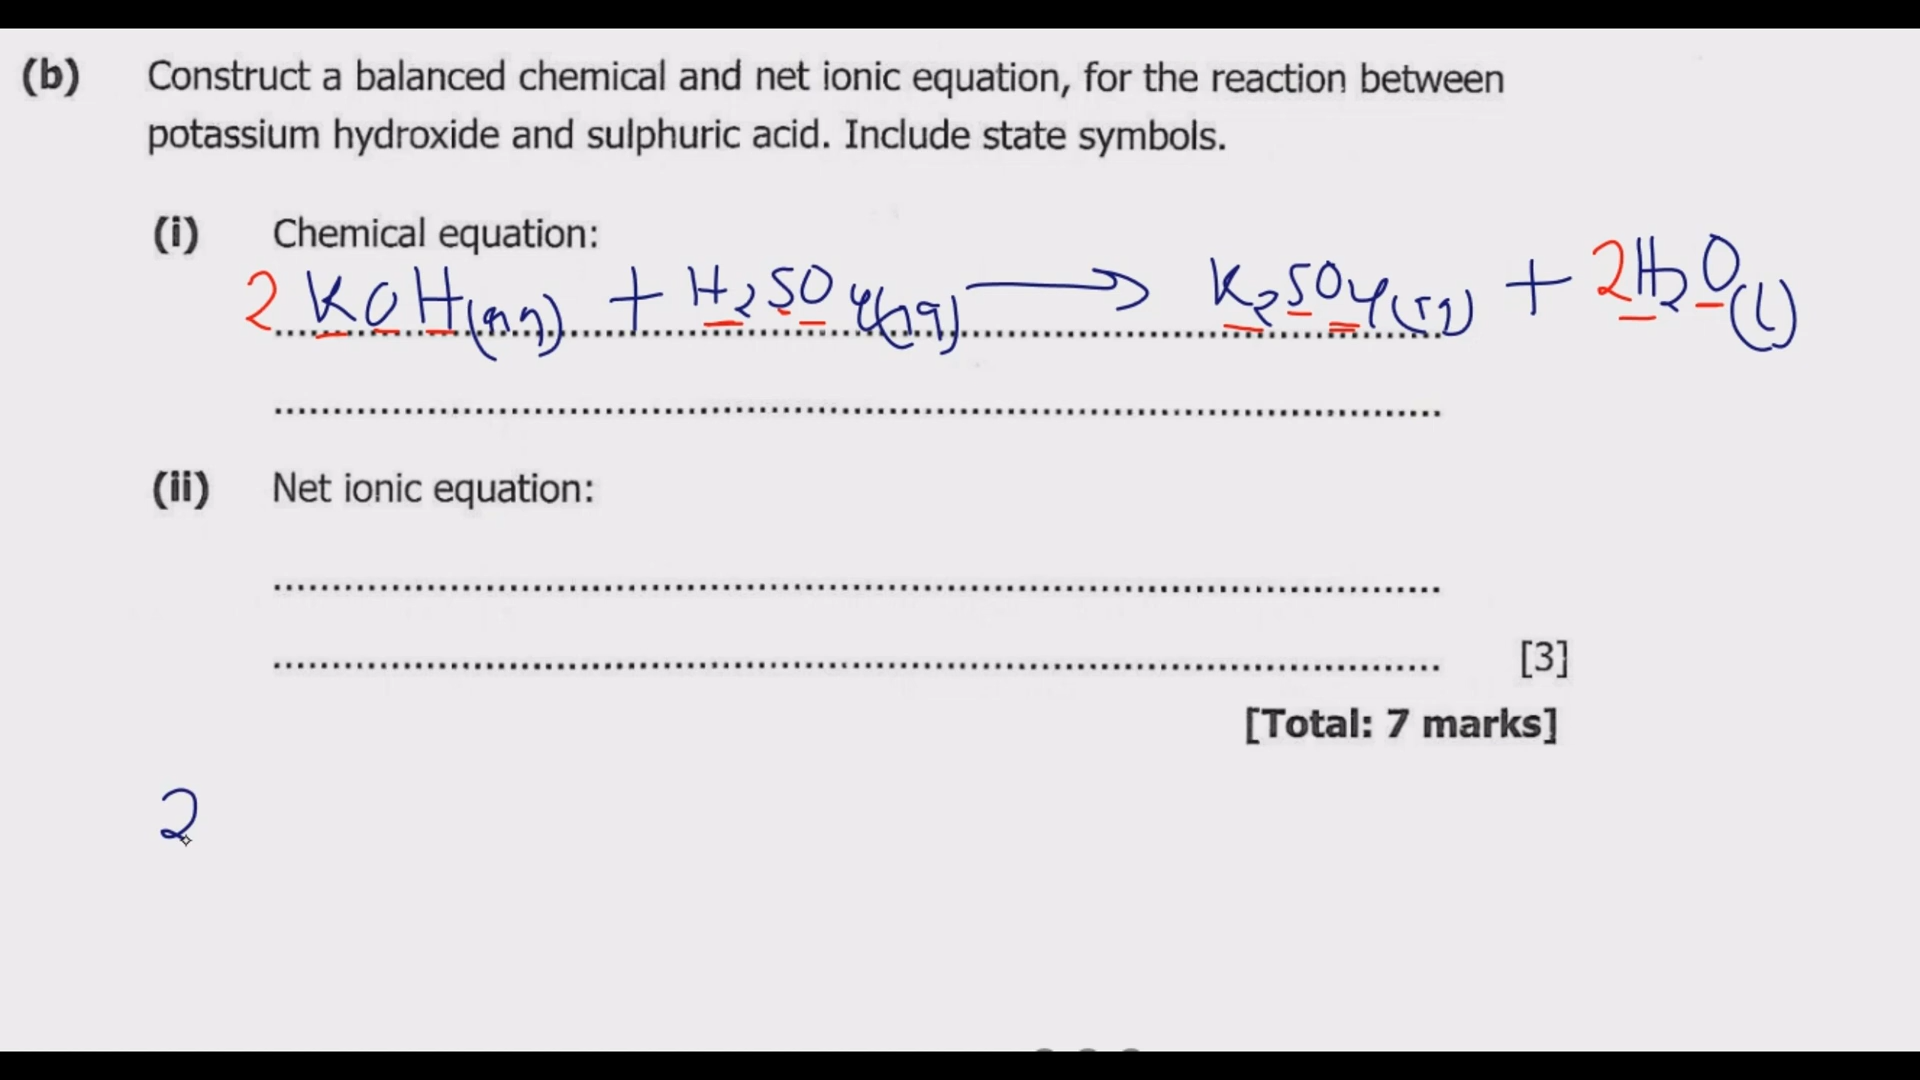 (b) Construct a balanced chemical and net ionic equation, for the reaction between
potassium hydroxide and sulphuric acid. Include state symbols.
(i) Chemical equation:
2 KOH(aq) + H₂SO₄(aq) → K₂SO₄(aq) + 2H₂O(l)
(ii) Net ionic equation:
[3]
[Total: 7 marks]
2